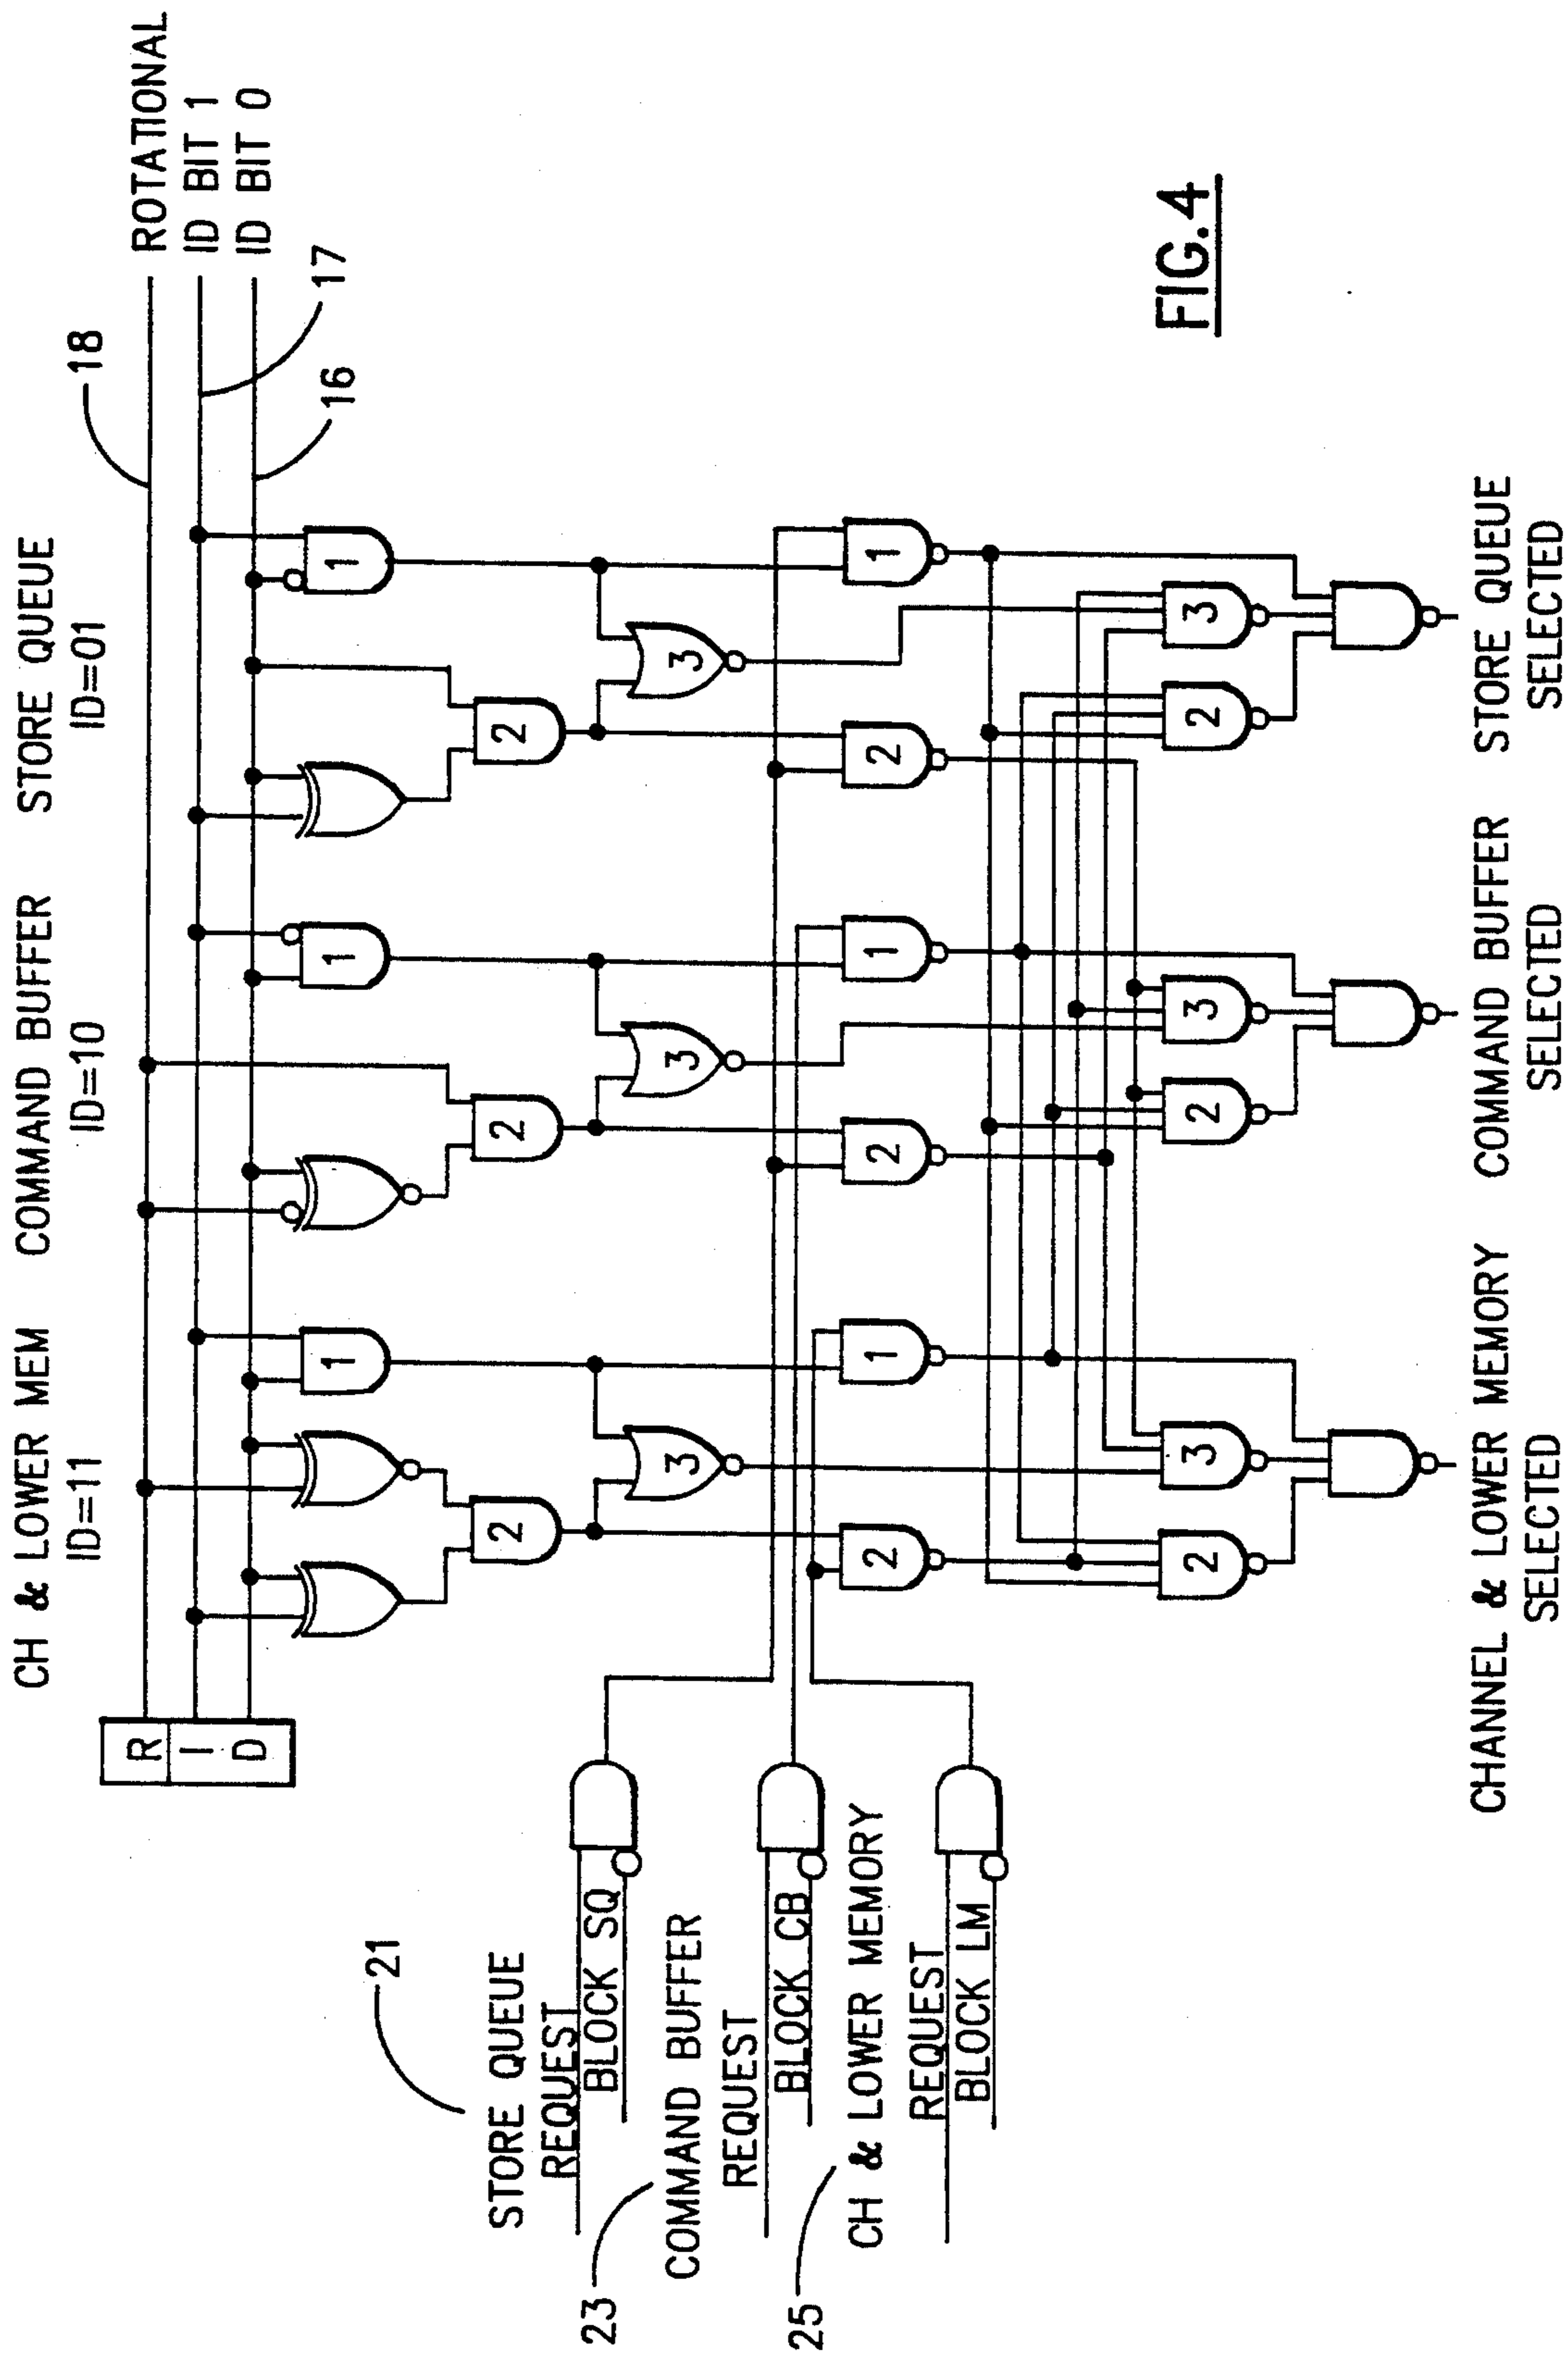 CH & LOWER MEM
ID=11
COMMAND BUFFER
ID=10
STORE QUEUE
ID=01
18
ROTATIONAL
ID BIT 1
ID BIT 0
17
16
R
I
D
1
2
1
2
1
2
3
3
3
21
STORE QUEUE
REQUEST
BLOCK SQ
23
COMMAND BUFFER
REQUEST
BLOCK CB
25
CH & LOWER MEMORY
REQUEST
BLOCK LM
2
1
2
1
2
1
2
3
2
3
2
3
CHANNEL & LOWER MEMORY
SELECTED
COMMAND BUFFER
SELECTED
STORE QUEUE
SELECTED
FIG.4